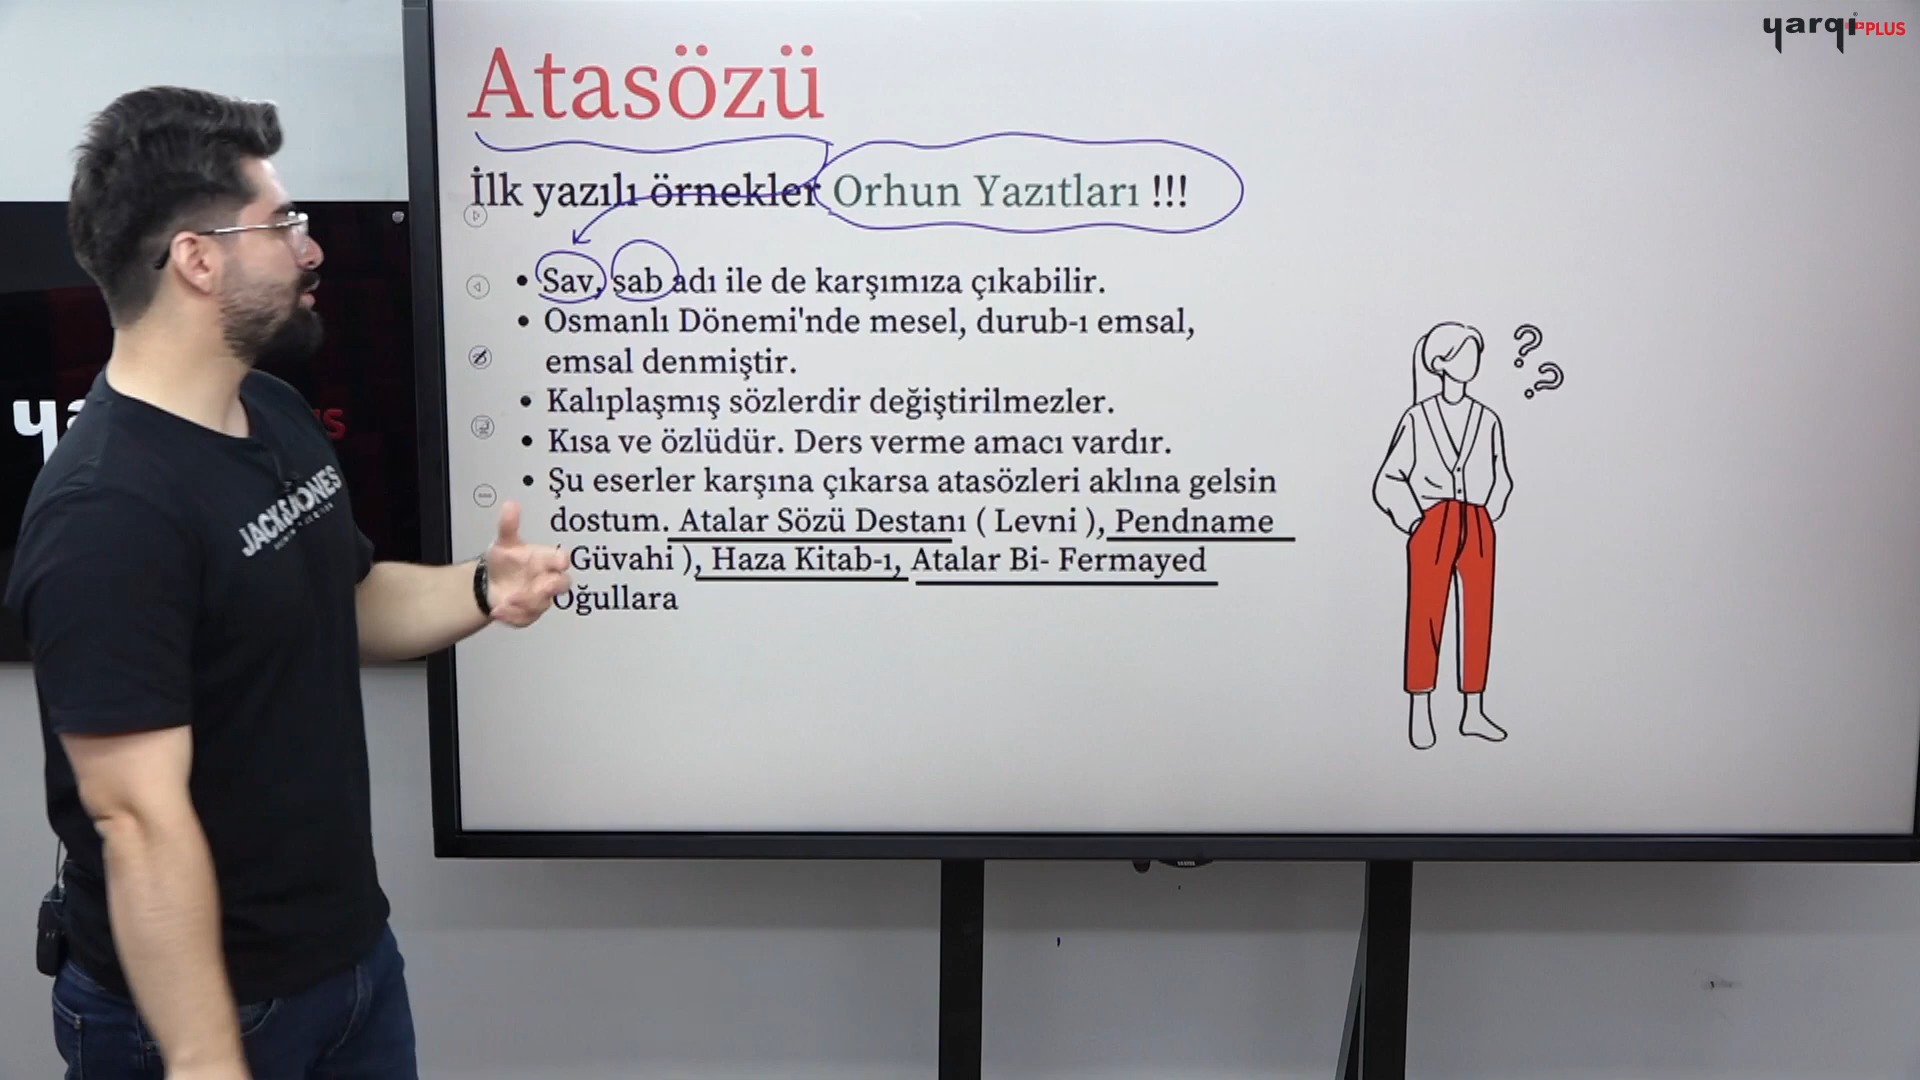 yarqi PLUS
Atasözü
İlk yazılı örnekler Orhun Yazıtları !!!
• Sav, sab adı ile de karşımıza çıkabilir.
• Osmanlı Dönemi'nde mesel, durub-ı emsal,
emsal denmiştir.
• Kalıplaşmış sözlerdir değiştirilmezler.
• Kısa ve özlüdür. Ders verme amacı vardır.
• Şu eserler karşına çıkarsa atasözleri aklına gelsin
dostum. Atalar Sözü Destanı ( Levni ), Pendname
( Güvahi ), Haza Kitab-ı, Atalar Bi- Fermayed
Oğullara
JACK&JONES